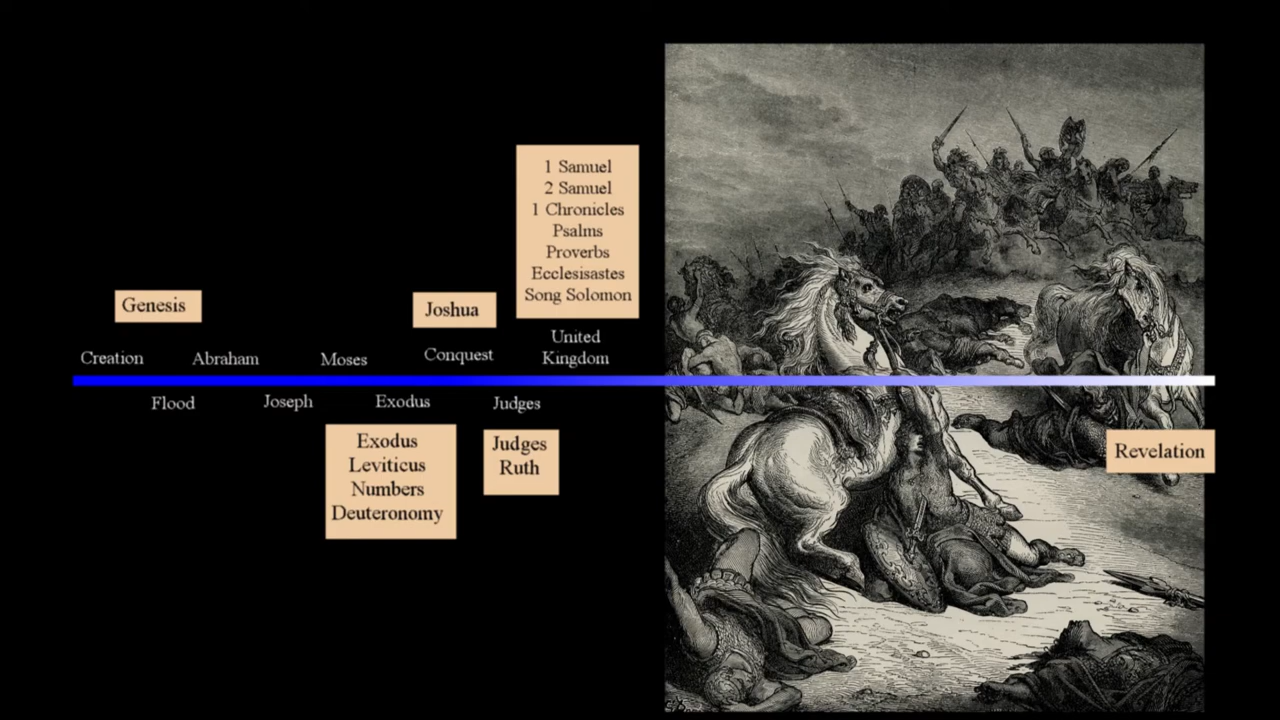 1 Samuel
2 Samuel
1 Chronicles
Psalms
Proverbs
Ecclesisastes
Song Solomon
Genesis
Joshua
United
Kingdom
Creation
Abraham
Moses
Conquest
Flood
Joseph
Exodus
Judges
Exodus
Leviticus
Numbers
Deuteronomy
Judges
Ruth
Revelation